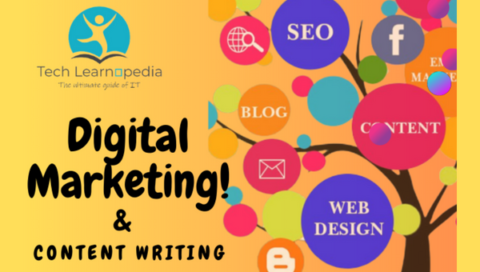 Tech Learnopedia
The ultimate guide of IT
Digital
Marketing!
&
CONTENT WRITING
SEO
f
BLOG
CONTENT
WEB
DESIGN